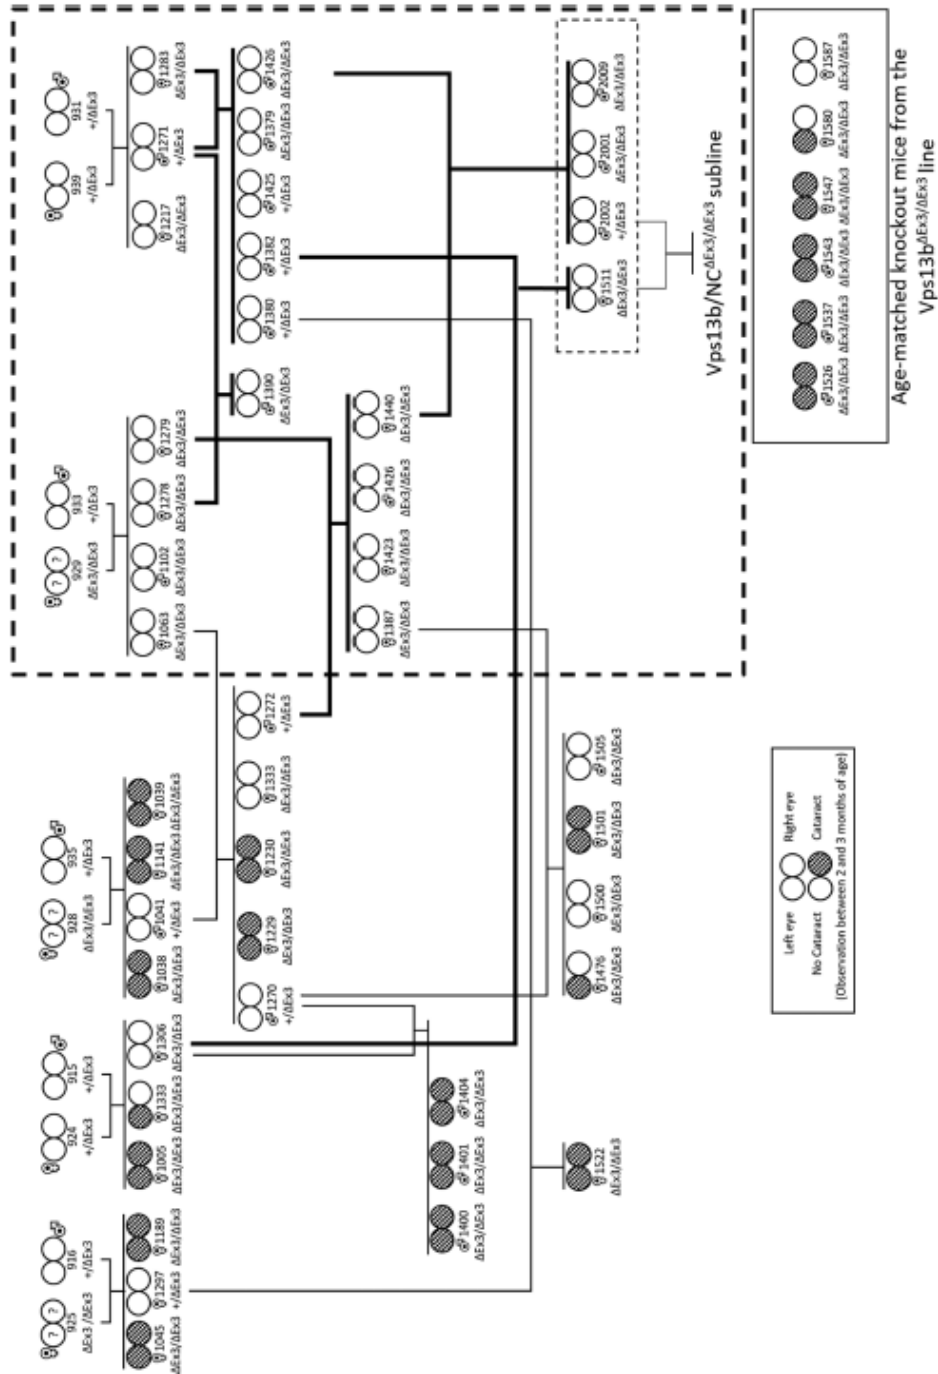 ? ? ? ? ? ?
925 916 924 915 928 935 929 933 939 931
ΔEx3 /ΔEx3 +/ΔEx3 +/ΔEx3 +/ΔEx3 ΔEx3/ΔEx3 +/ΔEx3 ΔEx3/ΔEx3 +/ΔEx3 +/ΔEx3 +/ΔEx3
♀1045 ♀1297 ♀1189 ♀1005 ♀1333 ♀1306 ♀1038 ♂1041 ♀1141 ♀1039 ♀1063 ♂1102 ♀1278 ♀1279 ♀1217 ♂1271 ♀1283
ΔEx3/ΔEx3 +/ΔEx3 ΔEx3/ΔEx3 ΔEx3/ΔEx3 ΔEx3/ΔEx3 ΔEx3/ΔEx3 ΔEx3/ΔEx3 +/ΔEx3 ΔEx3/ΔEx3 ΔEx3/ΔEx3 ΔEx3/ΔEx3 ΔEx3/ΔEx3 ΔEx3/ΔEx3 ΔEx3/ΔEx3 ΔEx3/ΔEx3 +/ΔEx3 ΔEx3/ΔEx3
♂1270 ♀1229 ♀1230 ♀1333 ♂1272 ♂1390 ♂1380 ♂1382 ♂1425 ♂1379 ♂1426
+/ΔEx3 ΔEx3/ΔEx3 ΔEx3/ΔEx3 ΔEx3/ΔEx3 +/ΔEx3 ΔEx3/ΔEx3 +/ΔEx3 +/ΔEx3 +/ΔEx3 ΔEx3/ΔEx3 ΔEx3/ΔEx3
♀1387 ♀1423 ♂1426 ♀1440
ΔEx3/ΔEx3 ΔEx3/ΔEx3 ΔEx3/ΔEx3 ΔEx3/ΔEx3
♂1400 ♂1401 ♂1404
ΔEx3/ΔEx3 ΔEx3/ΔEx3 ΔEx3/ΔEx3
♀1522 ♀1476 ♀1500 ♀1501 ♂1505 ♀1511 ♂2002 ♂2001 ♂2009
ΔEx3/ΔEx3 ΔEx3/ΔEx3 ΔEx3/ΔEx3 ΔEx3/ΔEx3 ΔEx3/ΔEx3 ΔEx3/ΔEx3 +/ΔEx3 ΔEx3/ΔEx3 ΔEx3/ΔEx3
Vps13b/NC^ΔEx3/ΔEx3 subline
Left eye Right eye
No Cataract Cataract
(Observation between 2 and 3 months of age)
♂1526 ♂1537 ♂1543 ♀1547 ♀1580 ♀1587
ΔEx3/ΔEx3 ΔEx3/ΔEx3 ΔEx3/ΔEx3 ΔEx3/ΔEx3 ΔEx3/ΔEx3 ΔEx3/ΔEx3
Age-matched knockout mice from the
Vps13b^ΔEx3/ΔEx3 line